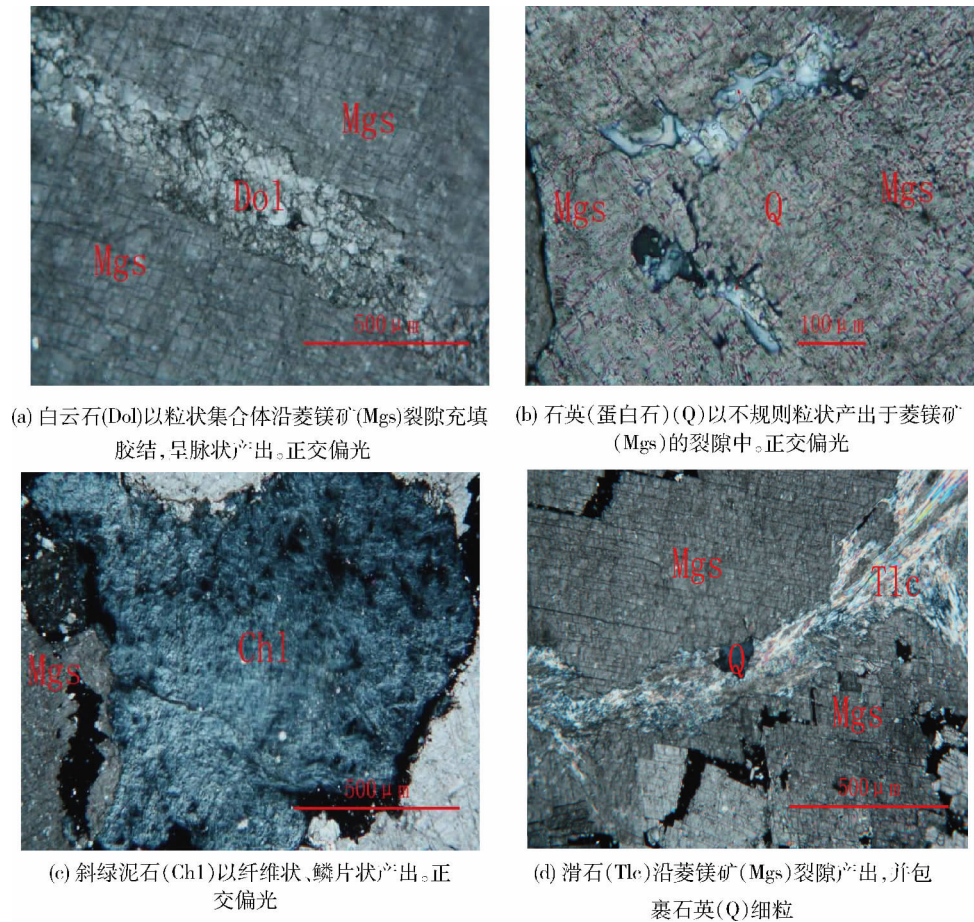 Mgs
Dol
Mgs
500μm
Mgs
Q
Mgs
100μm
(a) 白云石(Dol)以粒状集合体沿菱镁矿(Mgs)裂隙充填
胶结,呈脉状产出。正交偏光
(b) 石英(蛋白石)(Q)以不规则粒状产出于菱镁矿
(Mgs)的裂隙中。正交偏光
Mgs
Chl
500μm
Mgs
Tlc
Q
Mgs
500μm
(c) 斜绿泥石(Chl)以纤维状、鳞片状产出。正
交偏光
(d) 滑石(Tlc)沿菱镁矿(Mgs)裂隙产出,并包
裹石英(Q)细粒